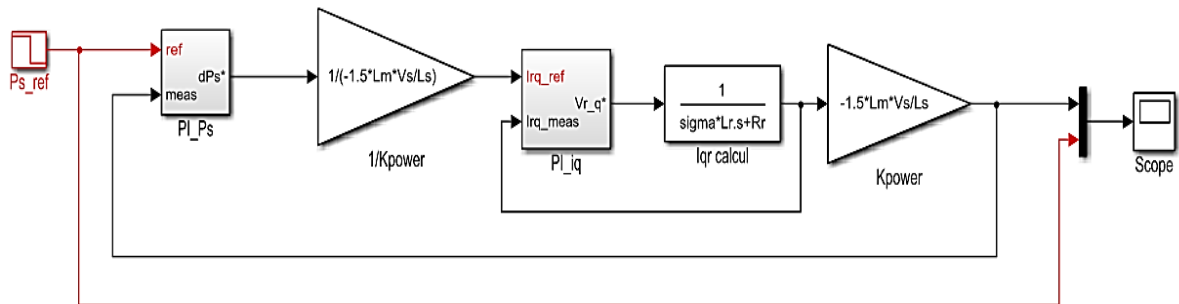 Ps_ref
ref
meas
dPs*
PI_Ps
1/(-1.5*Lm*Vs/Ls)
1/Kpower
Irq_ref
Irq_meas
Vr_q*
PI_iq
1
sigma*Lr.s+Rr
Iqr calcul
-1.5*Lm*Vs/Ls
Kpower
Scope